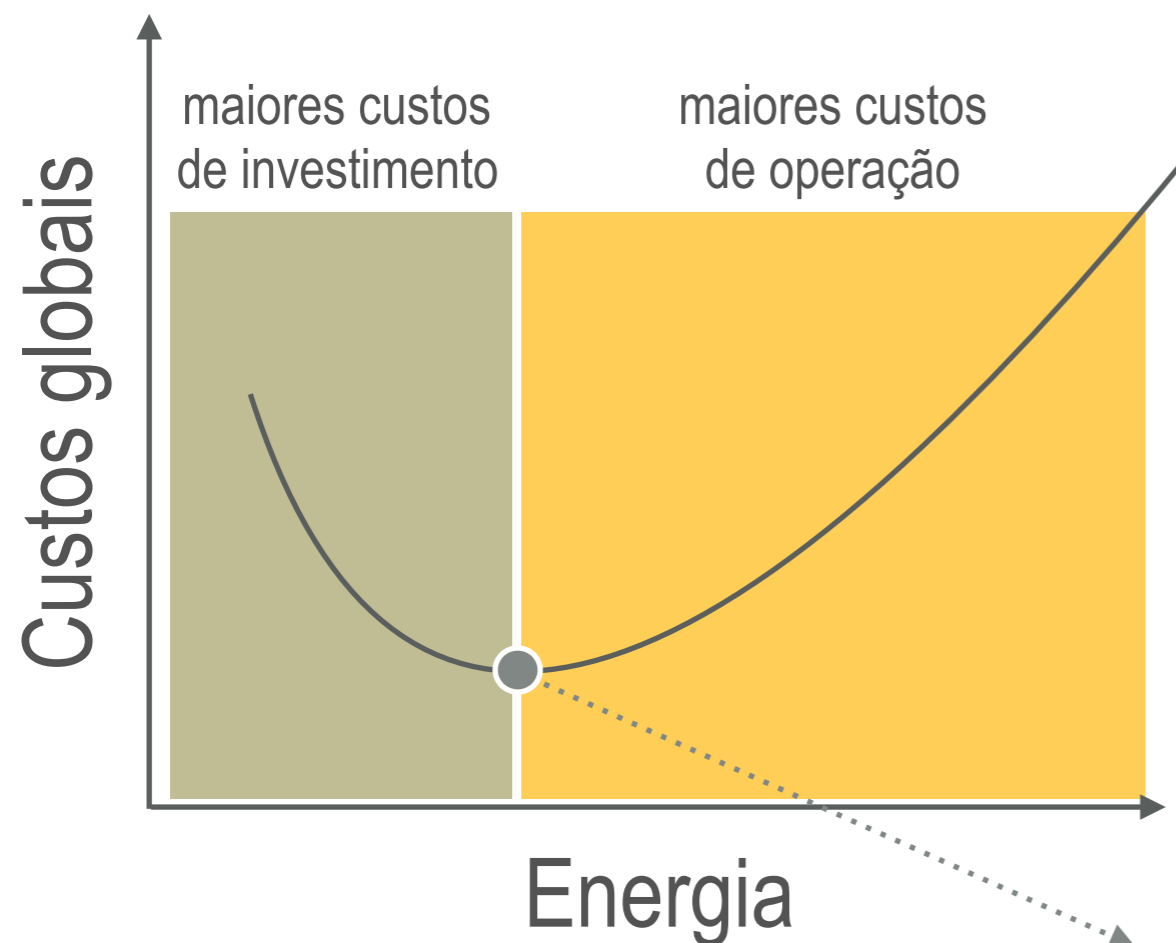 maiores custos
de investimento
maiores custos
de operação
Custos globais
Energia